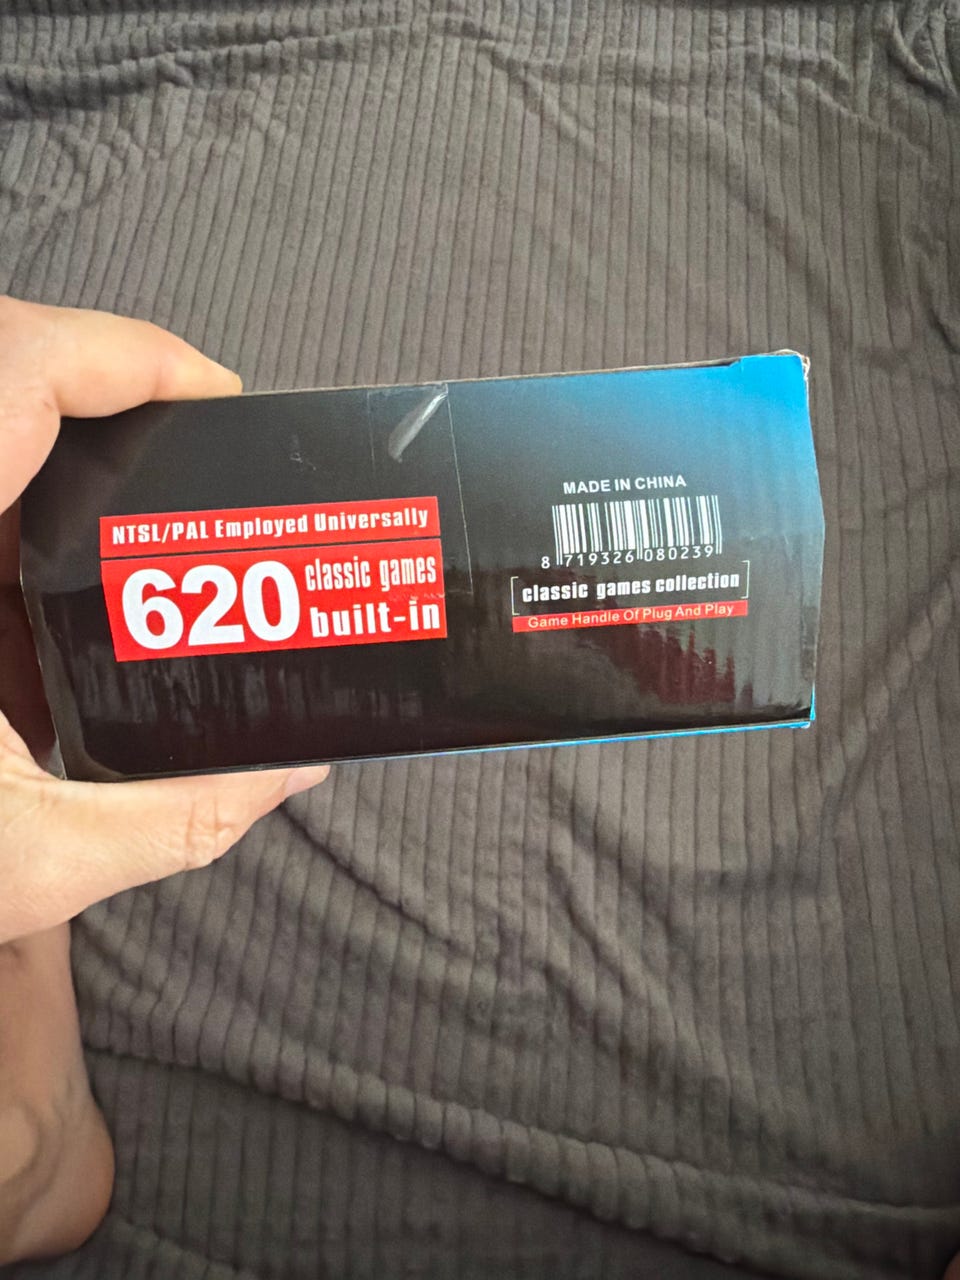 NTSL/PAL Employed Universally
620 classic games
built-in
MADE IN CHINA
8 719326 080239
classic games collection
Game Handle Of Plug And Play